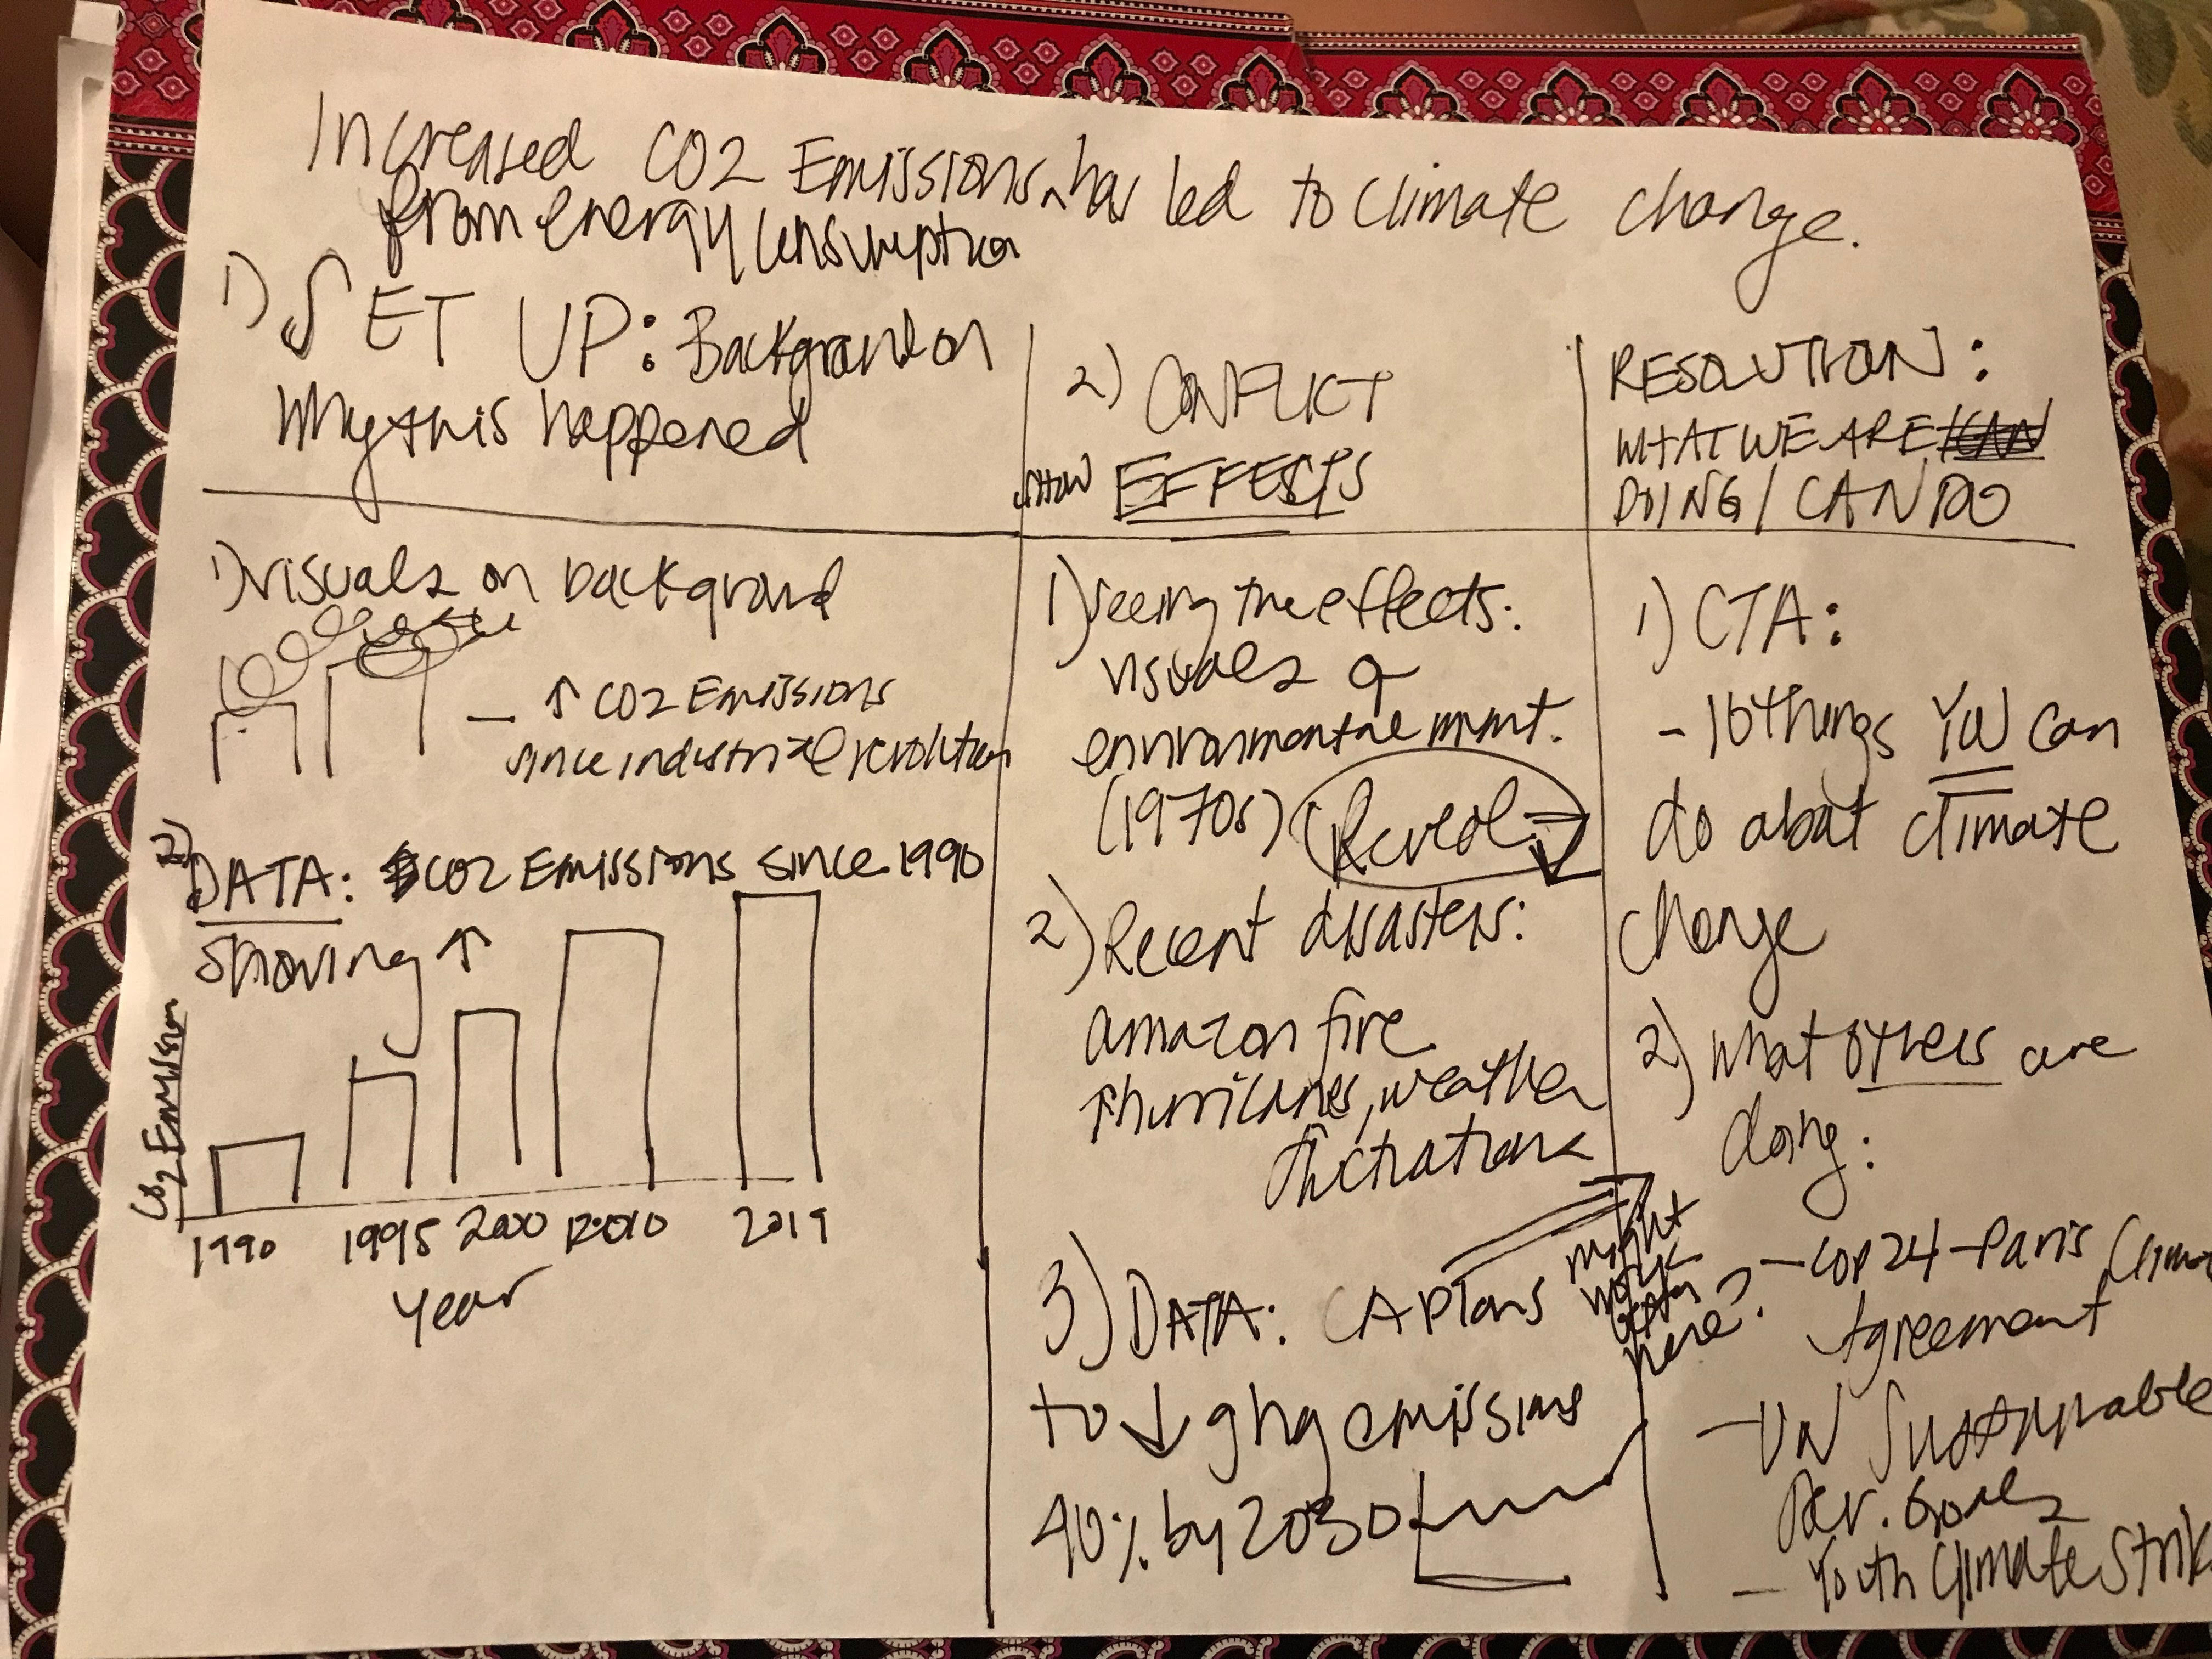 Increased CO2 Emissions ^ has led to climate change.
from energy consumption
1) SET UP: Background on
Why this happened
1) visuals on background
- ↑ CO2 Emissions
since industrial revolution
2)
DATA: CO2 Emissions since 1990
showing ↑
CO2 Emission
1990 1995 2000 2010 2019
Year
2) CONFLICT
SHOW EFFECTS
1) seeing the effects:
visuals of
environmental mvmt.
(1970s) Reveal →
2) Recent disasters:
amazon fire
↑ hurricanes, weather
fluctuations
3) DATA: CA plans
to ↓ ghg emissions
40% by 2030
might
work
better
here?
RESOLUTION:
WHAT WE ARE
DOING / CAN DO
1) CTA:
- 10 things YOU can
do about climate
change
2) what others are
doing:
- COP24 - Paris Clima
Agreement
- UN Sustainable
Dev. Goals
- Youth Climate Strik